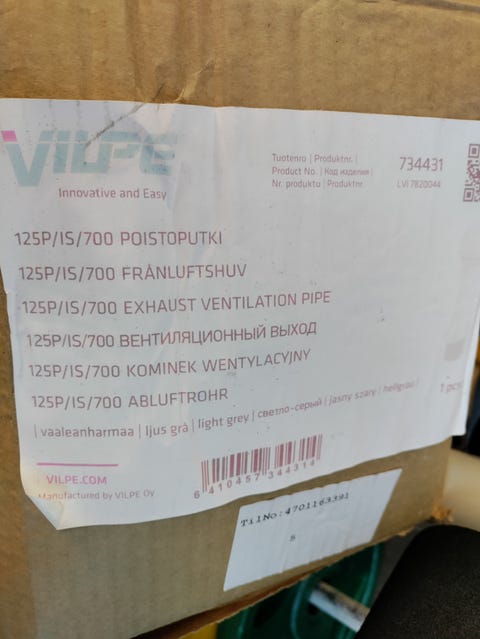 VILPE
Innovative and Easy
Tuotenro | Produktnr.
Product No. | Код изделия
Nr. produktu | Produktnr
734431
LVI 7820044
125P/IS/700 POISTOPUTKI
125P/IS/700 FRÅNLUFTSHUV
125P/IS/700 EXHAUST VENTILATION PIPE
125P/IS/700 ВЕНТИЛЯЦИОННЫЙ ВЫХОД
125P/IS/700 KOMINEK WENTYLACYJNY
125P/IS/700 ABLUFTROHR
| vaaleanharmaa | ljus grå | light grey | светло-серый | jasny szary | hellgrau |
1 pcs
VILPE.COM
Manufactured by VILPE Oy
6 410457 344314
TilNo:4701163391